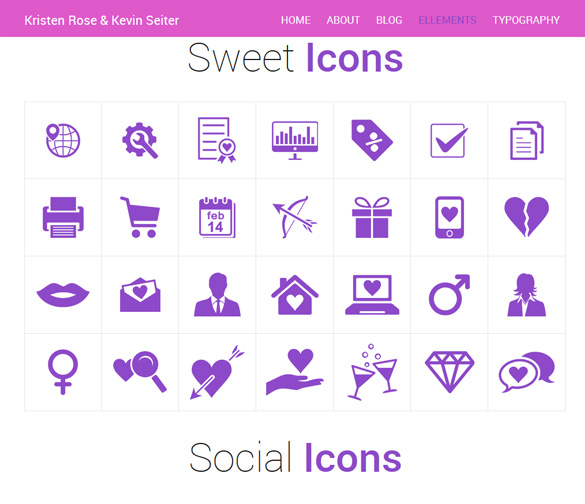 Kristen Rose & Kevin Seiter
HOME ABOUT BLOG ELLEMENTS TYPOGRAPHY
Sweet Icons
feb
14
Social Icons